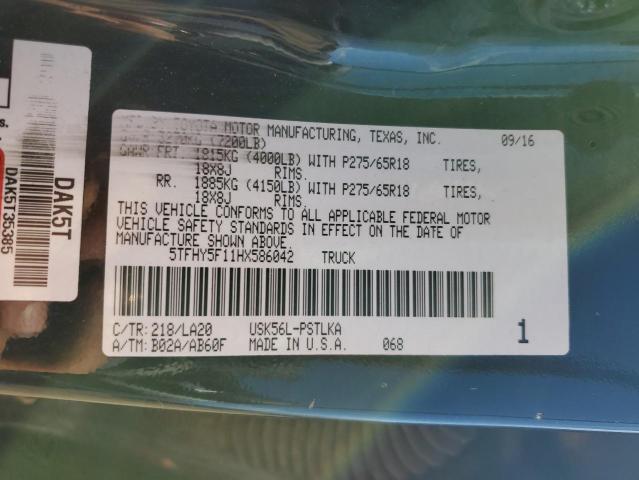 TOYOTA MOTOR MANUFACTURING, TEXAS, INC. 09/16
(7200LB)
GAWR FRT. 1815KG (4000LB) WITH P275/65R18 TIRES,
18X8J RIMS.
RR. 1885KG (4150LB) WITH P275/65R18 TIRES,
18X8J RIMS.
THIS VEHICLE CONFORMS TO ALL APPLICABLE FEDERAL MOTOR
VEHICLE SAFETY STANDARDS IN EFFECT ON THE DATE OF
MANUFACTURE SHOWN ABOVE.
5TFHY5F11HX586042 TRUCK
C/TR: 218/LA20 USK56L-PSTLKA
A/TM: B02A/AB60F MADE IN U.S.A. 068
1
DAK5T
DAK5T35385
s.